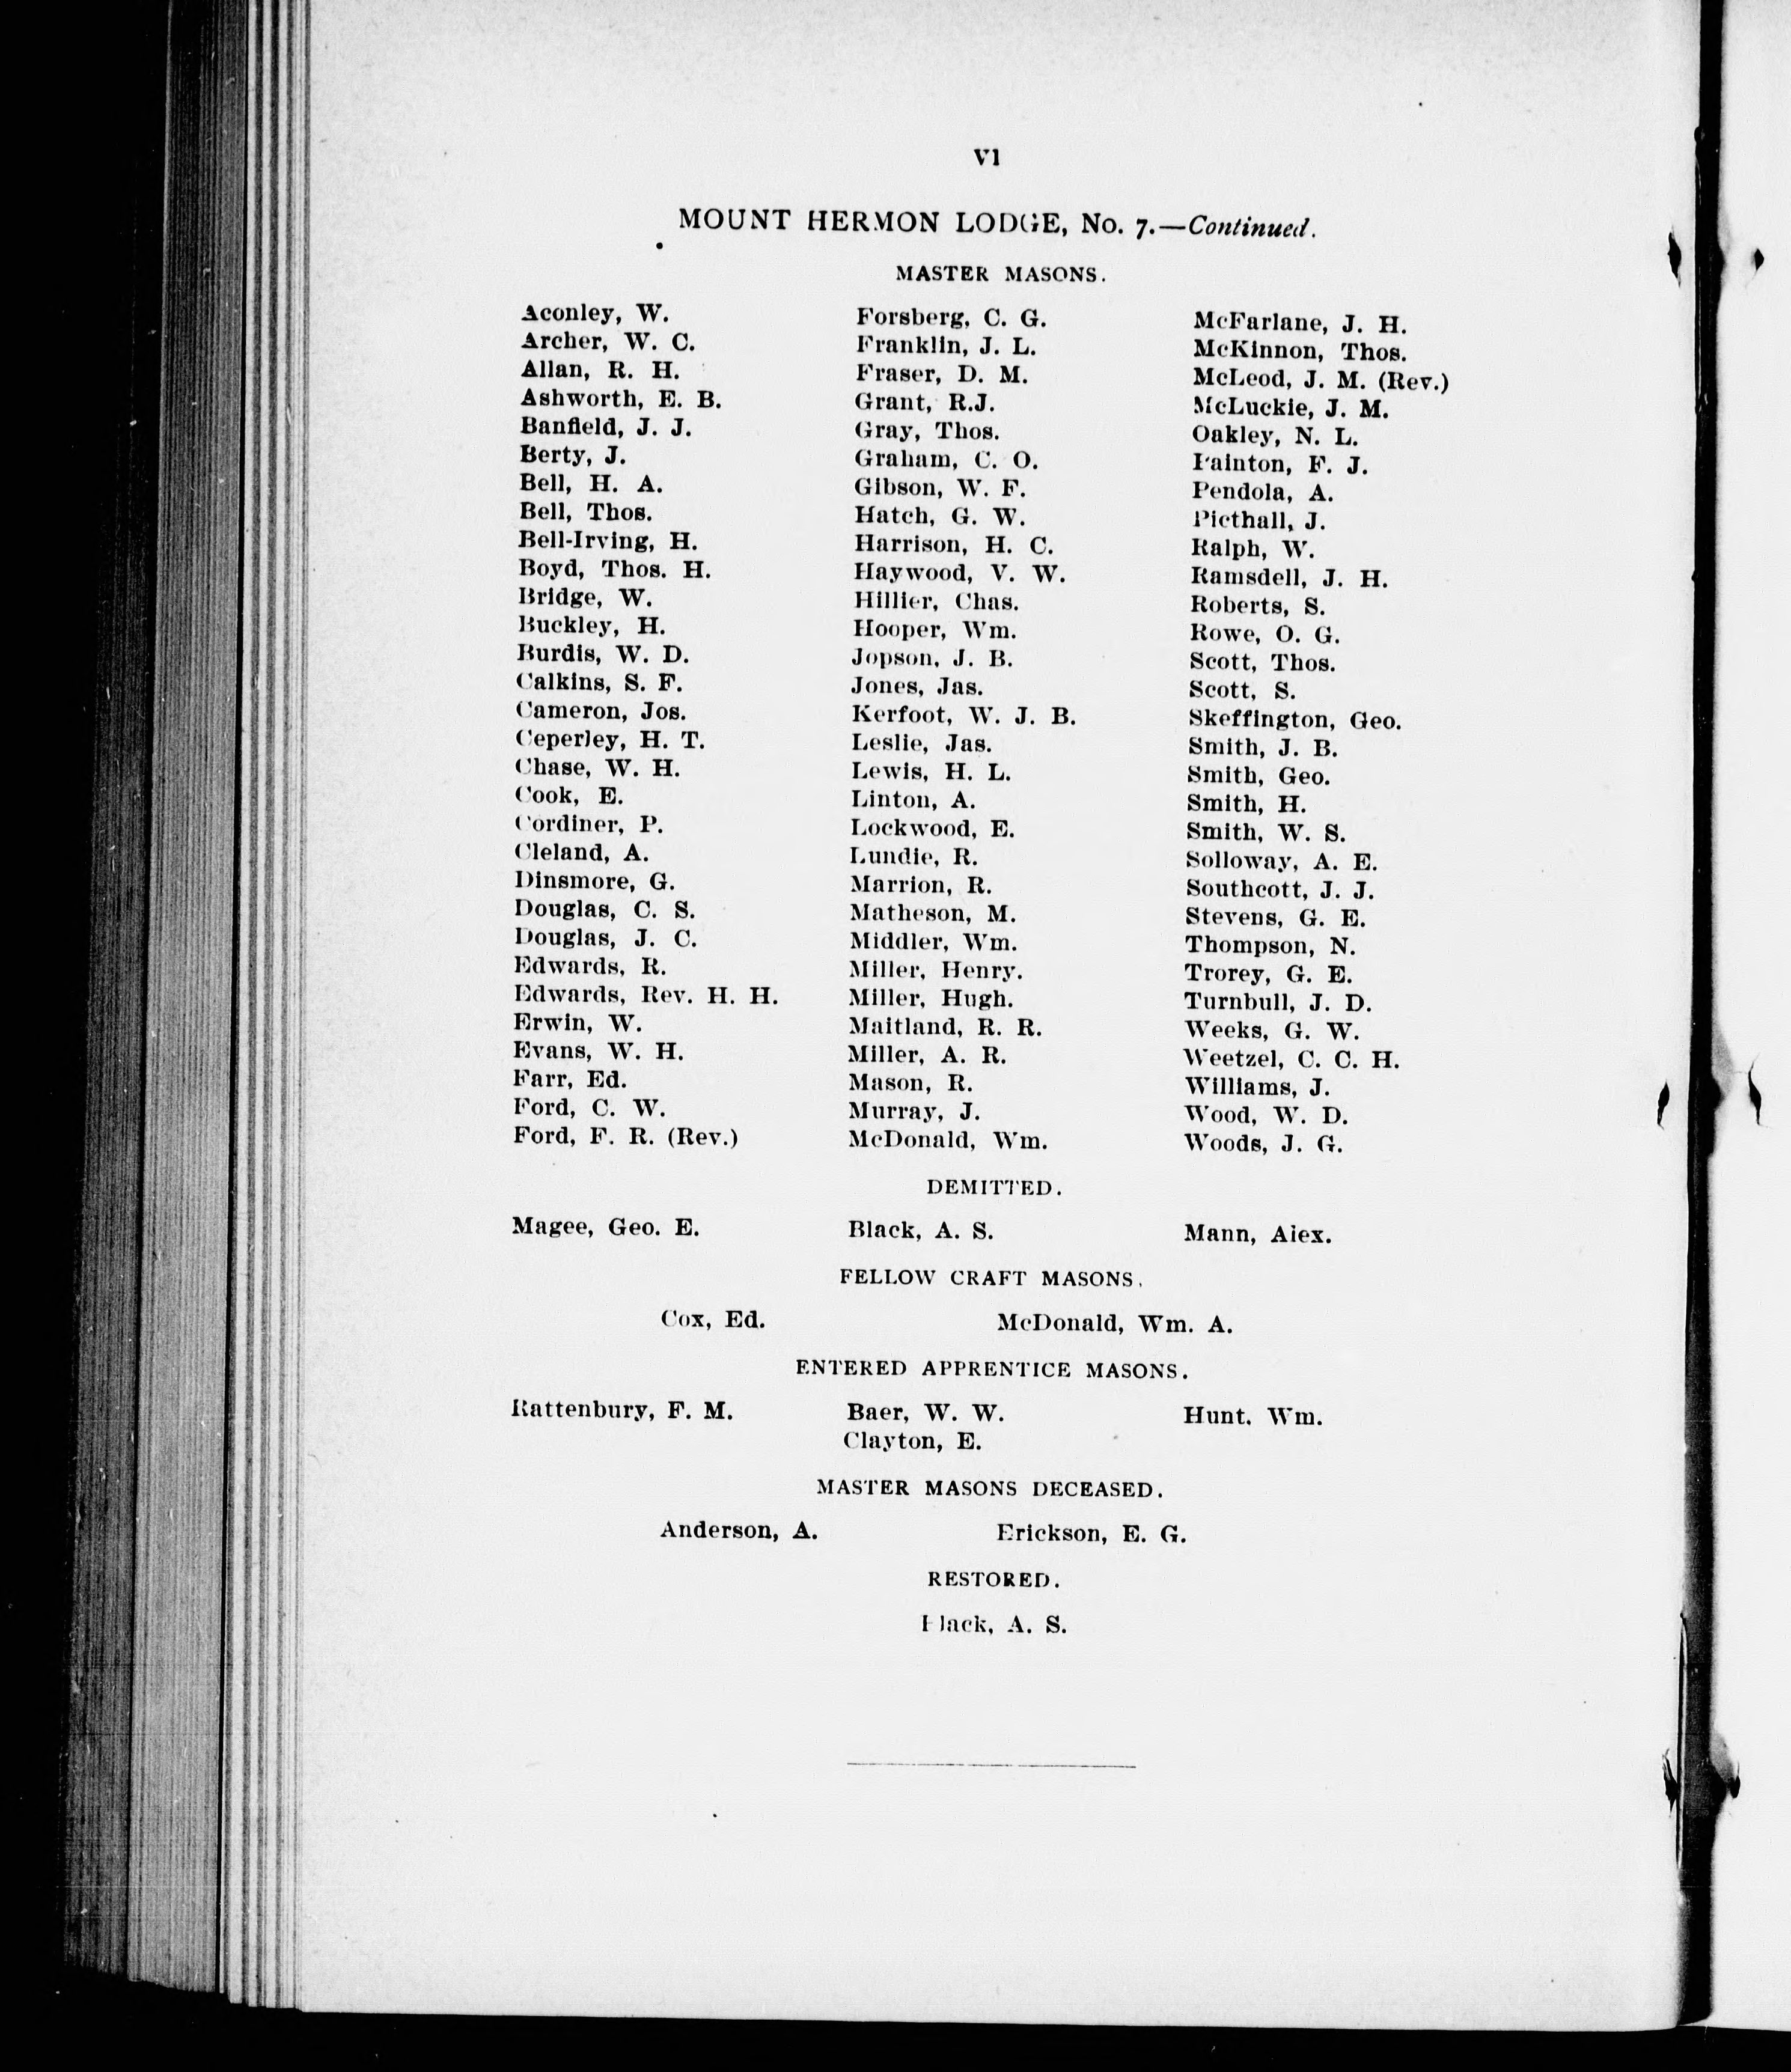 vi
MOUNT HERMON LODGE, No. 7.—Continued.
MASTER MASONS.
Aconley, W.
Archer, W. C.
Allan, R. H.
Ashworth, E. B.
Banfield, J. J.
Berty, J.
Bell, H. A.
Bell, Thos.
Bell-Irving, H.
Boyd, Thos. H.
Bridge, W.
Buckley, H.
Burdis, W. D.
Calkins, S. F.
Cameron, Jos.
Ceperley, H. T.
Chase, W. H.
Cook, E.
Cordiner, P.
Cleland, A.
Dinsmore, G.
Douglas, C. S.
Douglas, J. C.
Edwards, R.
Edwards, Rev. H. H.
Erwin, W.
Evans, W. H.
Farr, Ed.
Ford, C. W.
Ford, F. R. (Rev.)
Forsberg, C. G.
Franklin, J. L.
Fraser, D. M.
Grant, R.J.
Gray, Thos.
Graham, C. O.
Gibson, W. F.
Hatch, G. W.
Harrison, H. C.
Haywood, V. W.
Hillier, Chas.
Hooper, Wm.
Jopson, J. B.
Jones, Jas.
Kerfoot, W. J. B.
Leslie, Jas.
Lewis, H. L.
Linton, A.
Lockwood, E.
Lundie, R.
Marrion, R.
Matheson, M.
Middler, Wm.
Miller, Henry.
Miller, Hugh.
Maitland, R. R.
Miller, A. R.
Mason, R.
Murray, J.
McDonald, Wm.
McFarlane, J. H.
McKinnon, Thos.
McLeod, J. M. (Rev.)
McLuckie, J. M.
Oakley, N. L.
Painton, F. J.
Pendola, A.
Picthall, J.
Ralph, W.
Ramsdell, J. H.
Roberts, S.
Rowe, O. G.
Scott, Thos.
Scott, S.
Skeffington, Geo.
Smith, J. B.
Smith, Geo.
Smith, H.
Smith, W. S.
Solloway, A. E.
Southcott, J. J.
Stevens, G. E.
Thompson, N.
Trorey, G. E.
Turnbull, J. D.
Weeks, G. W.
Weetzel, C. C. H.
Williams, J.
Wood, W. D.
Woods, J. G.
DEMITTED.
Magee, Geo. E. Black, A. S. Mann, Alex.
FELLOW CRAFT MASONS.
Cox, Ed. McDonald, Wm. A.
ENTERED APPRENTICE MASONS.
Rattenbury, F. M. Baer, W. W. Hunt, Wm.
Clayton, E.
MASTER MASONS DECEASED.
Anderson, A. Erickson, E. G.
RESTORED.
Black, A. S.